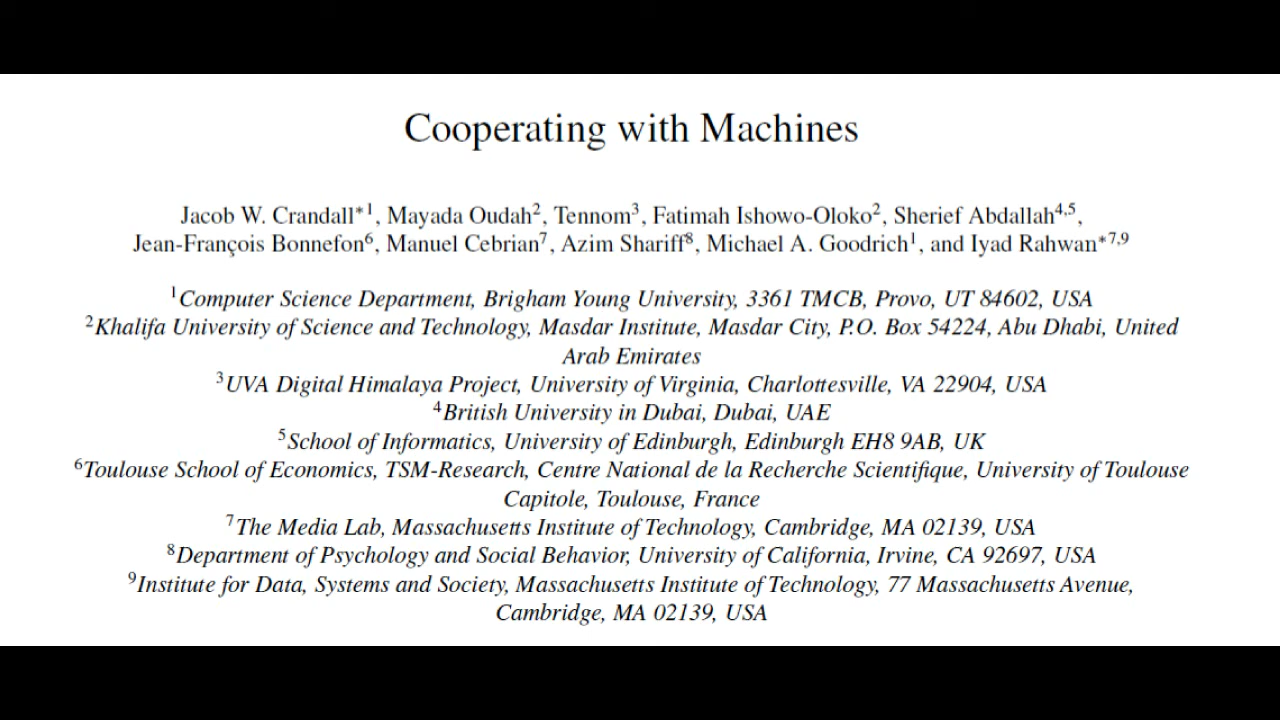 Cooperating with Machines
Jacob W. Crandall*1, Mayada Oudah2, Tennom3, Fatimah Ishowo-Oloko2, Sherief Abdallah4,5,
Jean-François Bonnefon6, Manuel Cebrian7, Azim Shariff8, Michael A. Goodrich1, and Iyad Rahwan*7,9
1Computer Science Department, Brigham Young University, 3361 TMCB, Provo, UT 84602, USA
2Khalifa University of Science and Technology, Masdar Institute, Masdar City, P.O. Box 54224, Abu Dhabi, United
Arab Emirates
3UVA Digital Himalaya Project, University of Virginia, Charlottesville, VA 22904, USA
4British University in Dubai, Dubai, UAE
5School of Informatics, University of Edinburgh, Edinburgh EH8 9AB, UK
6Toulouse School of Economics, TSM-Research, Centre National de la Recherche Scientifique, University of Toulouse
Capitole, Toulouse, France
7The Media Lab, Massachusetts Institute of Technology, Cambridge, MA 02139, USA
8Department of Psychology and Social Behavior, University of California, Irvine, CA 92697, USA
9Institute for Data, Systems and Society, Massachusetts Institute of Technology, 77 Massachusetts Avenue,
Cambridge, MA 02139, USA